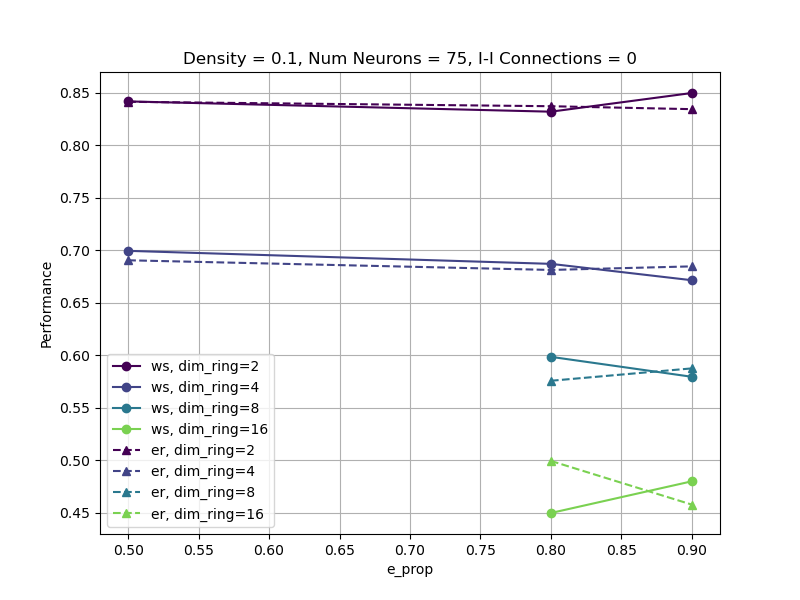 Density = 0.1, Num Neurons = 75, I-I Connections = 0
Performance
0.85
0.80
0.75
0.70
0.65
0.60
0.55
0.50
0.45
ws, dim_ring=2
ws, dim_ring=4
ws, dim_ring=8
ws, dim_ring=16
er, dim_ring=2
er, dim_ring=4
er, dim_ring=8
er, dim_ring=16
0.50 0.55 0.60 0.65 0.70 0.75 0.80 0.85 0.90
e_prop